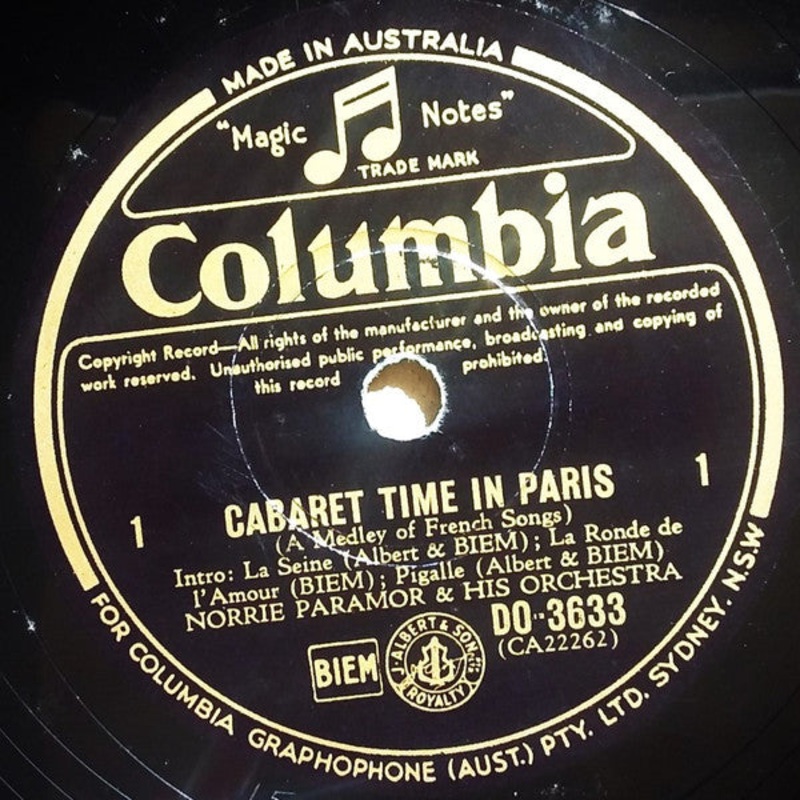 MADE IN AUSTRALIA
"Magic Notes"
TRADE MARK
Columbia
Copyright Record—All rights of the manufacturer and the owner of the recorded
work reserved. Unauthorised public performance, broadcasting and copying of
this record prohibited.
1 1
CABARET TIME IN PARIS
(A Medley of French Songs)
Intro: La Seine (Albert & BIEM); La Ronde de
l'Amour (BIEM); Pigalle (Albert & BIEM)
NORRIE PARAMOR & HIS ORCHESTRA
DO-3633
(CA22262)
BIEM
J. ALBERT & SON
ROYALTY
FOR COLUMBIA GRAPHOPHONE (AUST.) PTY. LTD. SYDNEY. N.S.W